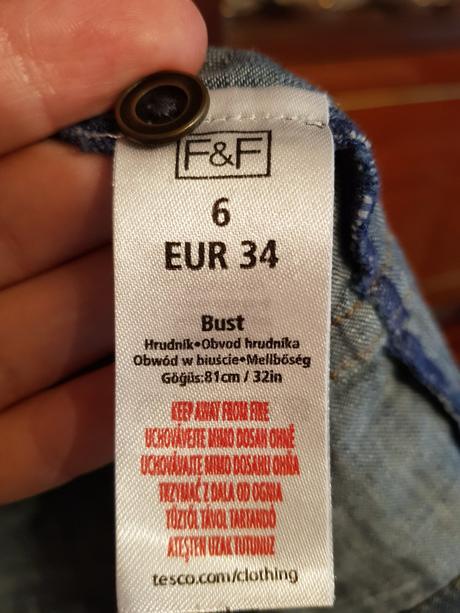 F&F
6
EUR 34
Bust
Hrudník•Obvod hrudníka
Obwód w biuście•Mellbőség
Göğüs:81cm / 32in
KEEP AWAY FROM FIRE
UCHOVÁVEJTE MIMO DOSAH OHNĚ
UCHOVÁVAJTE MIMO DOSAHU OHŇA
TRZYMAĆ Z DALA OD OGNIA
TŰZTŐL TÁVOL TARTANDÓ
ATEŞTEN UZAK TUTUNUZ
tesco.com/clothing